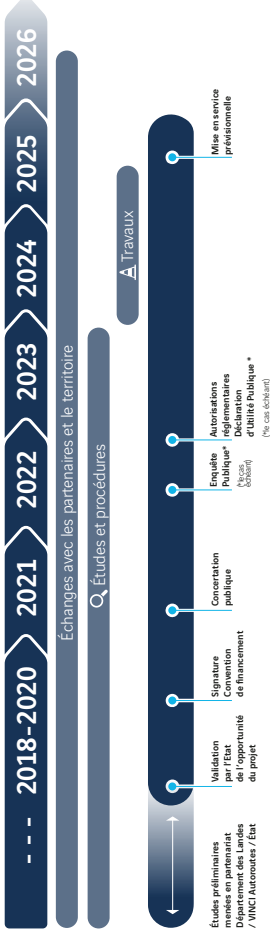 - - -
2018-2020
2021
2022
2023
2024
2025
2026
Échanges avec les partenaires et le territoire
Études et procédures
Travaux
Études préliminaires
menées en partenariat
Département des Landes
/ VINCI Autoroutes / État
Validation
par l'Etat
de l'opportunité
du projet
Signature
Convention
de financement
Concertation
publique
Enquête
Publique*
(*le cas
échéant)
Autorisations
réglementaires
Déclaration
d'Utilité Publique *
(*le cas échéant)
Mise en service
prévisionnelle